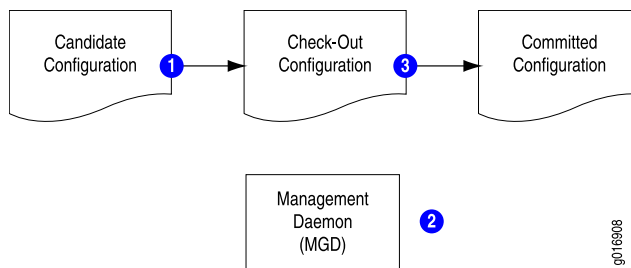 Candidate
Configuration
1
Check-Out
Configuration
3
Committed
Configuration
Management
Daemon
(MGD)
2
g016908